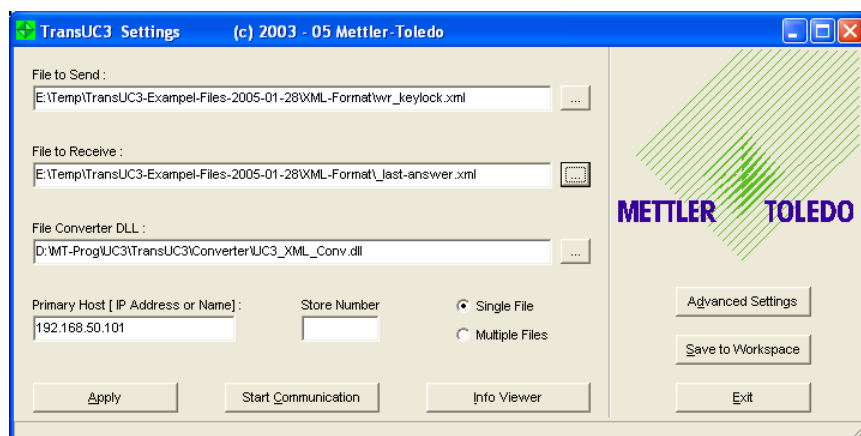 TransUC3 Settings (c) 2003 - 05 Mettler-Toledo
File to Send :
E:\Temp\TransUC3-Exampel-Files-2005-01-28\XML-Format\wr_keylock.xml
...
File to Receive :
E:\Temp\TransUC3-Exampel-Files-2005-01-28\XML-Format\_last-answer.xml
...
File Converter DLL :
D:\MT-Prog\UC3\TransUC3\Converter\UC3_XML_Conv.dll
...
Primary Host [ IP Address or Name] :
192.168.50.101
Store Number
Single File
Multiple Files
Apply
Start Communication
Info Viewer
METTLER TOLEDO
Advanced Settings
Save to Workspace
Exit